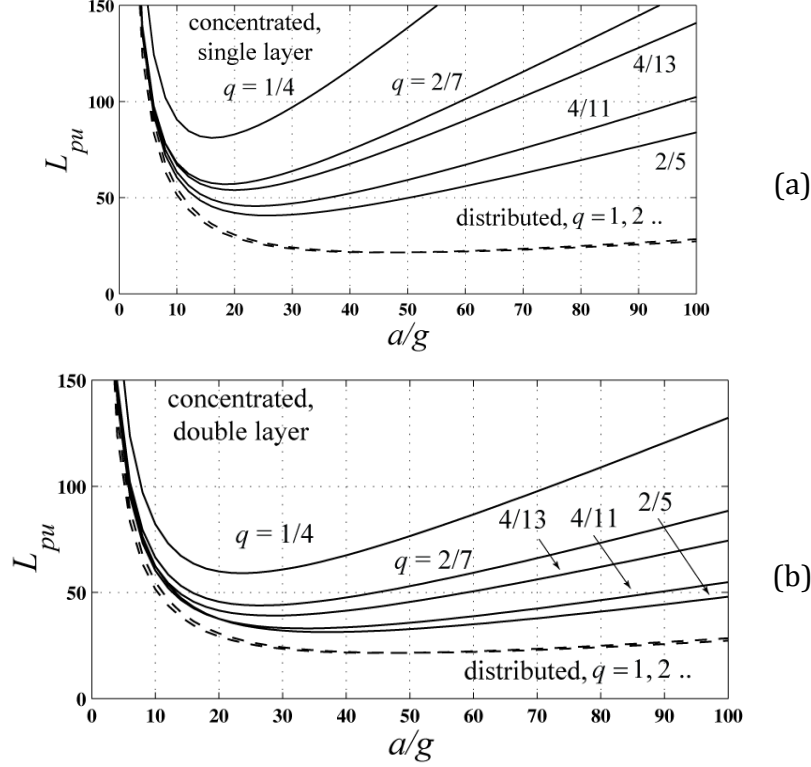 150
concentrated,
single layer
q = 1/4
q = 2/7
4/13
100
4/11
2/5
L pu
(a)
50
distributed, q = 1, 2 ..
0
0 10 20 30 40 50 60 70 80 90 100
a/g
150
concentrated,
double layer
2/5
100
q = 1/4
4/13
4/11
q = 2/7
L pu
(b)
50
distributed, q = 1, 2 ..
0
0 10 20 30 40 50 60 70 80 90 100
a/g